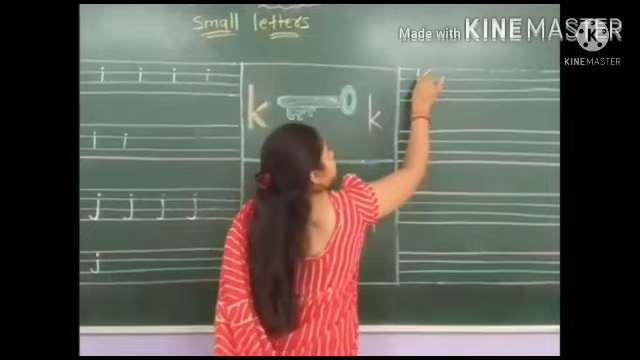 Small letters
Made with KINEMASTER
KINEMASTER
i i i i
k k
i i
j j j j
j